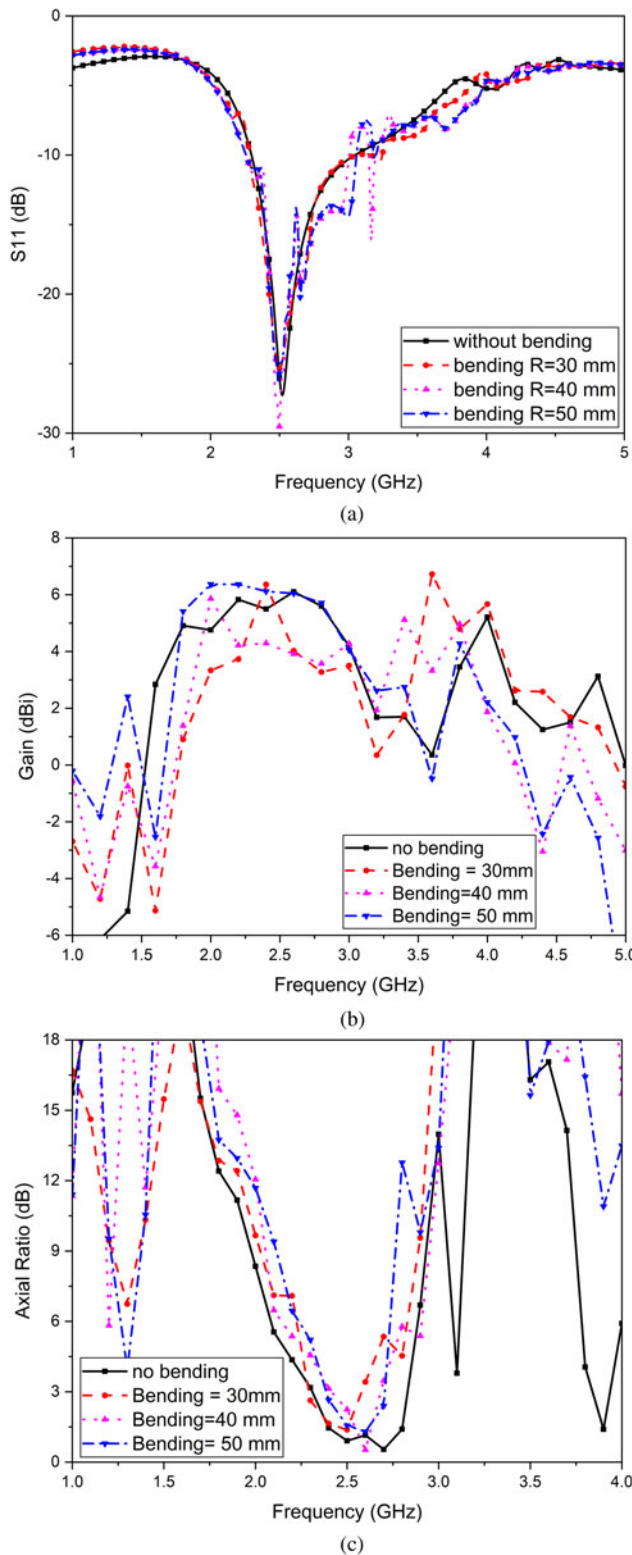 0
-10
-20
-30
S11 (dB)
without bending
bending R=30 mm
bending R=40 mm
bending R=50 mm
1 2 3 4 5
Frequency (GHz)
(a)
8
6
4
2
0
-2
-4
-6
Gain (dBi)
no bending
Bending = 30mm
Bending=40 mm
Bending= 50 mm
1.0 1.5 2.0 2.5 3.0 3.5 4.0 4.5 5.0
Frequency (GHz)
(b)
18
15
12
9
6
3
0
Axial Ratio (dB)
no bending
Bending = 30mm
Bending=40 mm
Bending= 50 mm
1.0 1.5 2.0 2.5 3.0 3.5 4.0
Frequency (GHz)
(c)